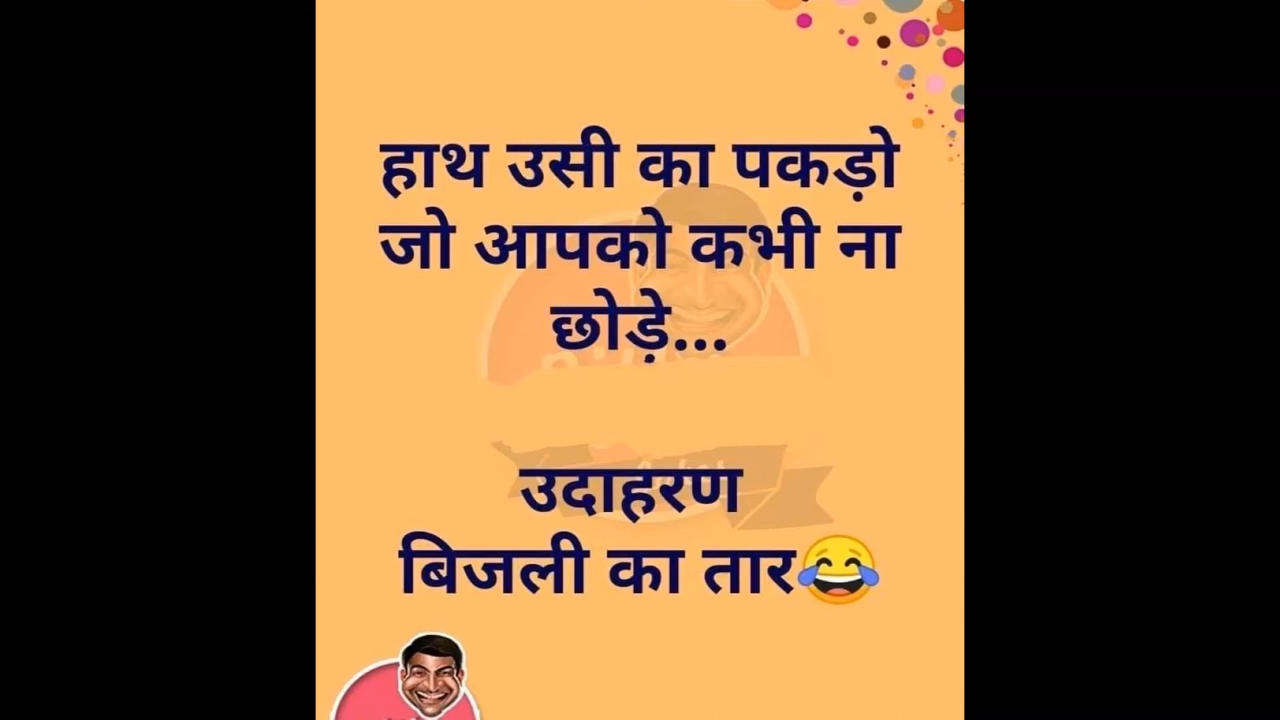 हाथ उसी का पकड़ो
जो आपको कभी ना
छोड़े...
उदाहरण
बिजली का तार😂